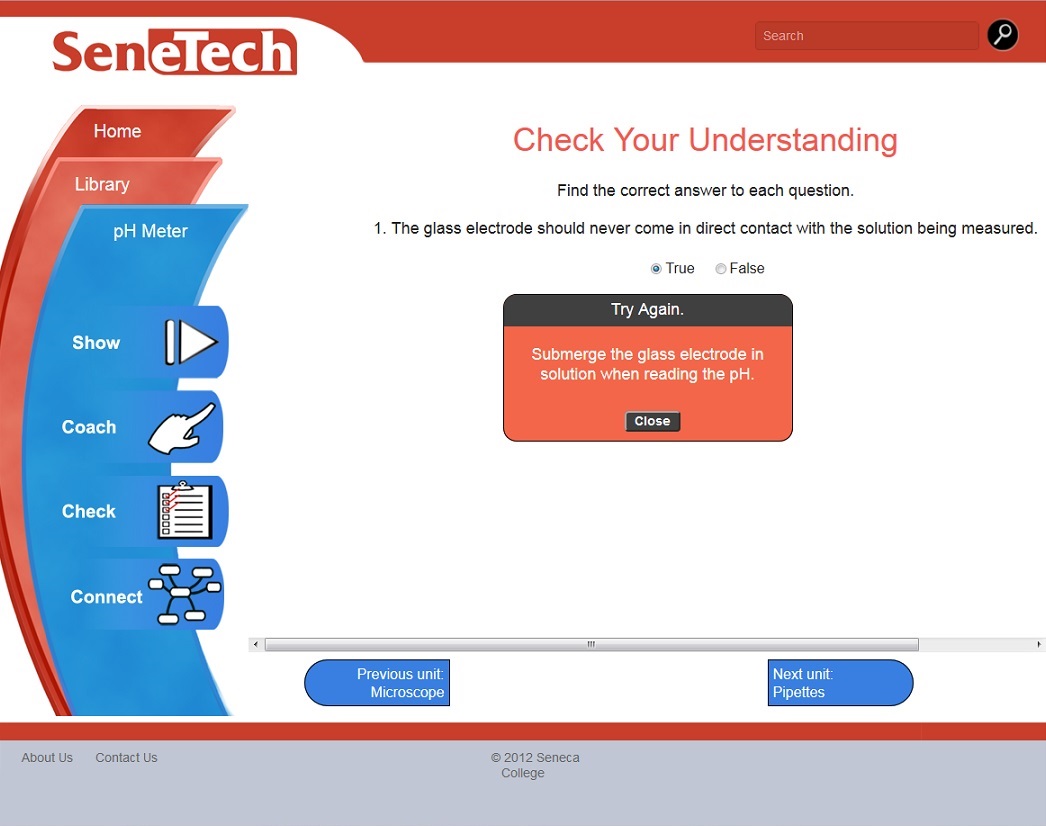 SeneTech
Search
Home
Library
pH Meter
Show
Coach
Check
Connect
Check Your Understanding
Find the correct answer to each question.
1. The glass electrode should never come in direct contact with the solution being measured.
True False
Try Again.
Submerge the glass electrode in
solution when reading the pH.
Close
Previous unit:
Microscope
Next unit:
Pipettes
About Us Contact Us
© 2012 Seneca
College